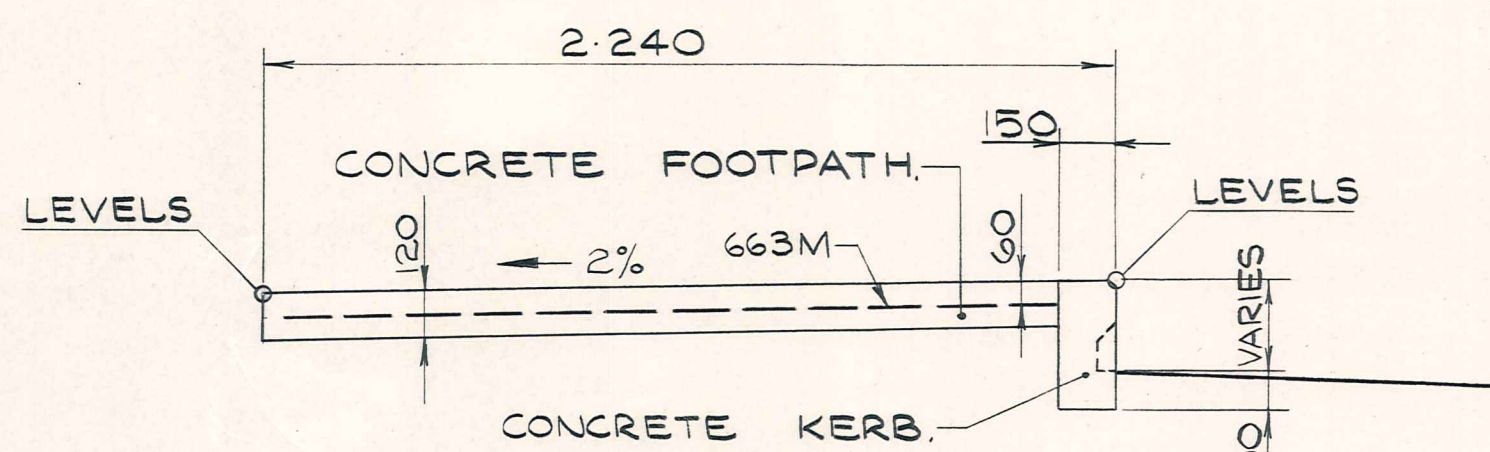 2·240
150
CONCRETE FOOTPATH.
LEVELS
LEVELS
120
60
663M
2%
VARIES
CONCRETE KERB.